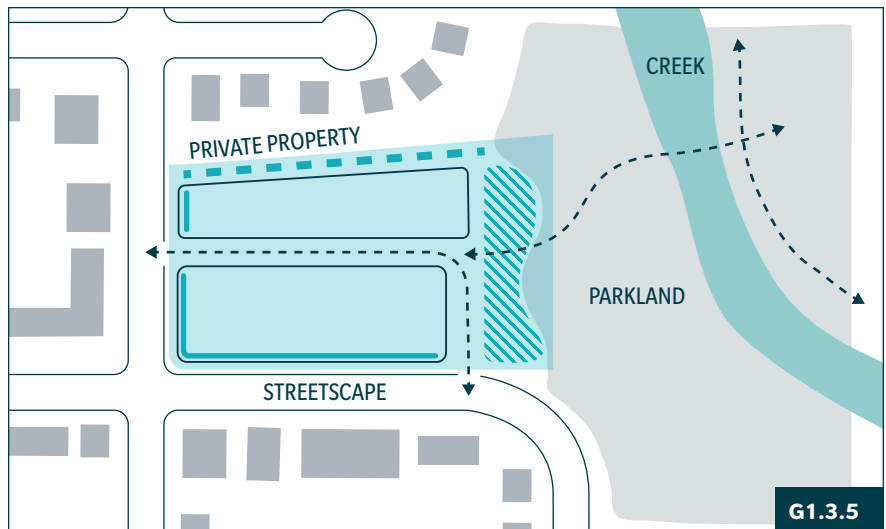 CREEK
PRIVATE PROPERTY
PARKLAND
STREETSCAPE
G1.3.5